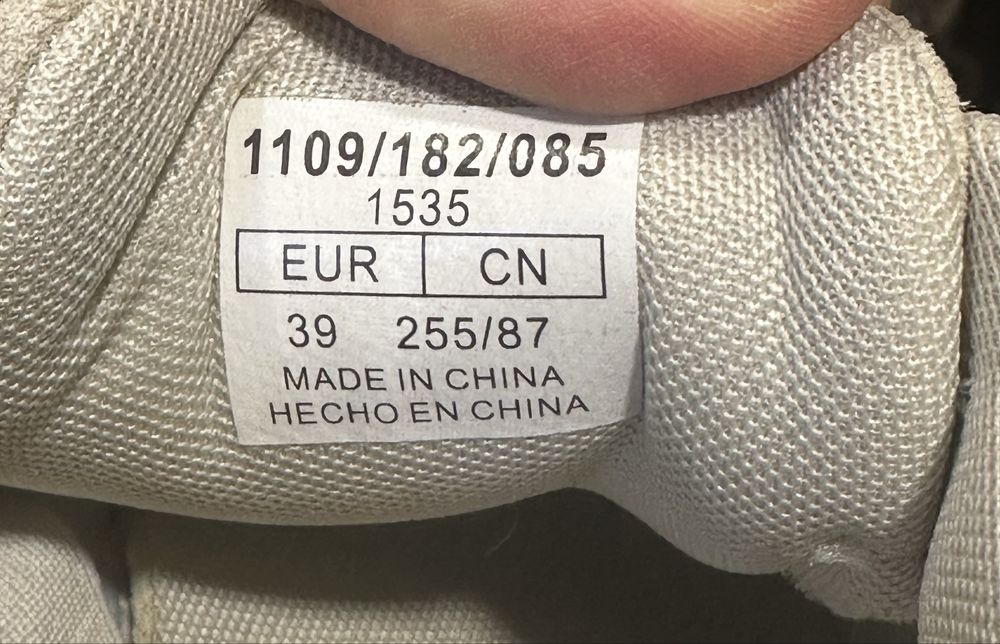 1109/182/085
1535
EUR CN
39 255/87
MADE IN CHINA
HECHO EN CHINA